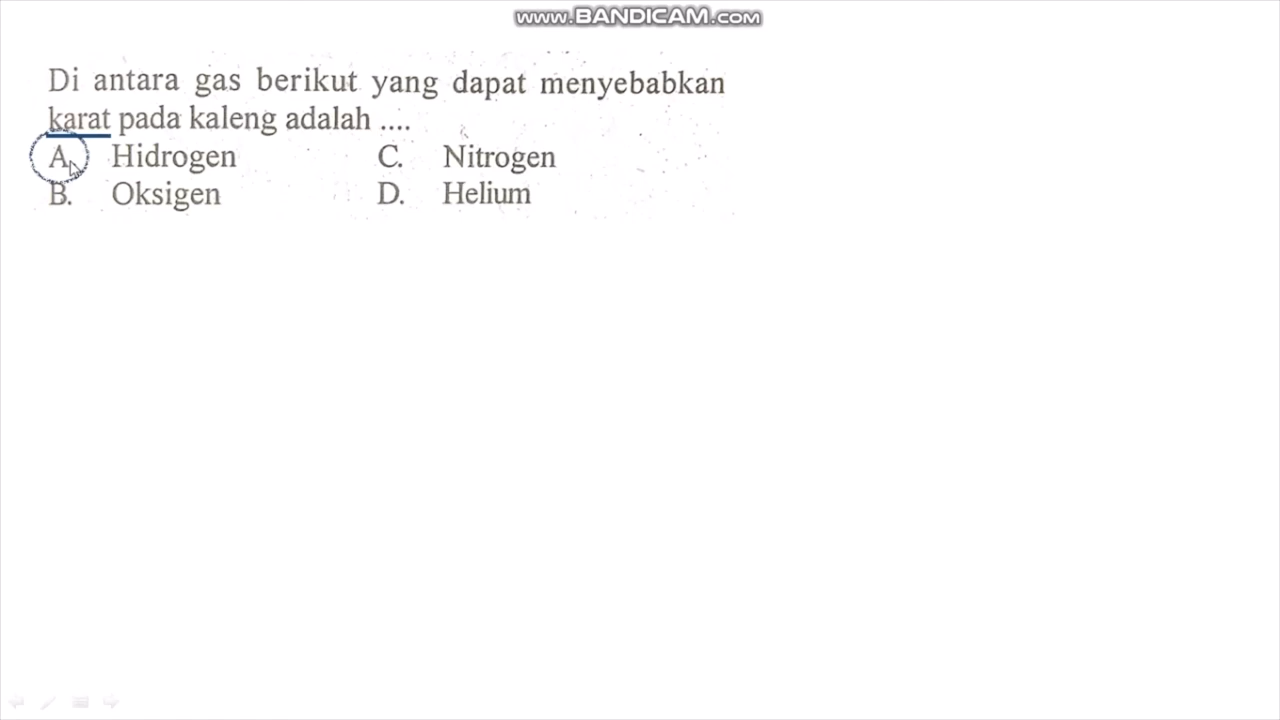 www.BANDICAM.com
Di antara gas berikut yang dapat menyebabkan
karat pada kaleng adalah ....
A. Hidrogen C. Nitrogen
B. Oksigen D. Helium